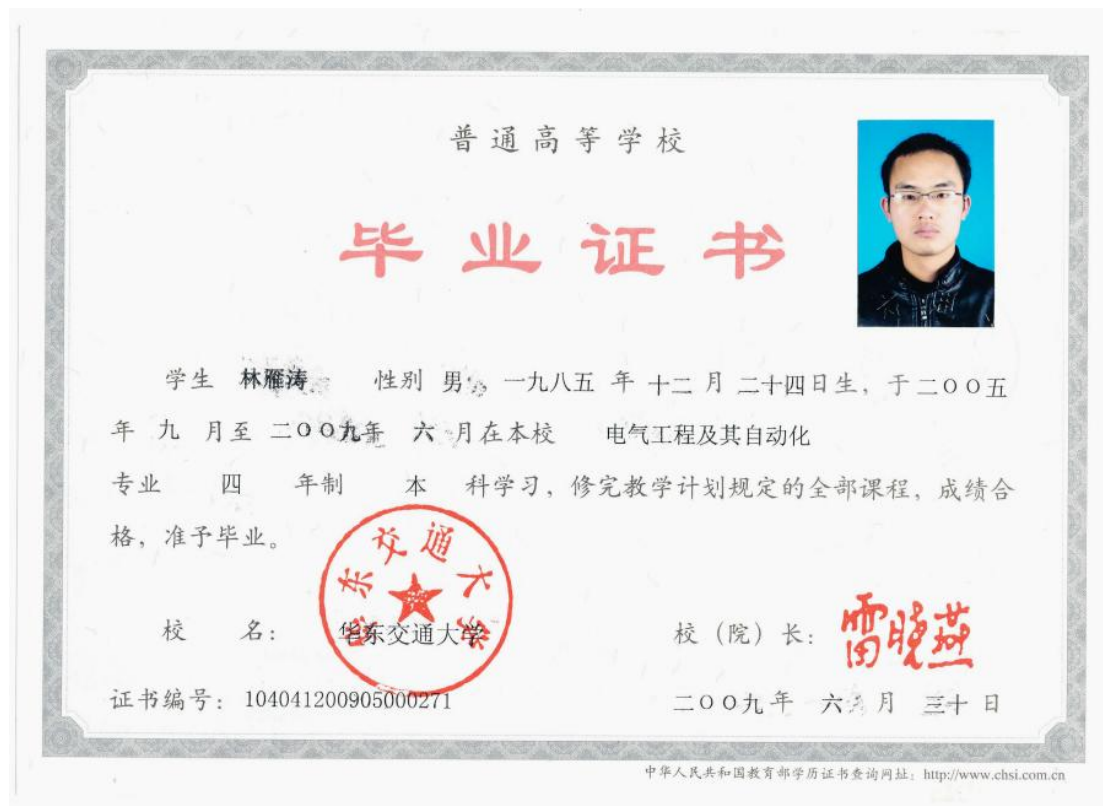 普通高等学校
毕业证书
学生 林雁涛 性别 男，一九八五 年 十二 月 二十四日生，于二〇〇五
年 九 月至 二〇〇九年 六 月在本校 电气工程及其自动化
专业 四 年制 本 科学习，修完教学计划规定的全部课程，成绩合
格，准予毕业。
华东交通大学
校 名： 华东交通大学 校（院）长： 雷晓燕
证书编号： 104041200905000271 二〇〇九年 六 月 三十 日
中华人民共和国教育部学历证书查询网址：http://www.chsi.com.cn